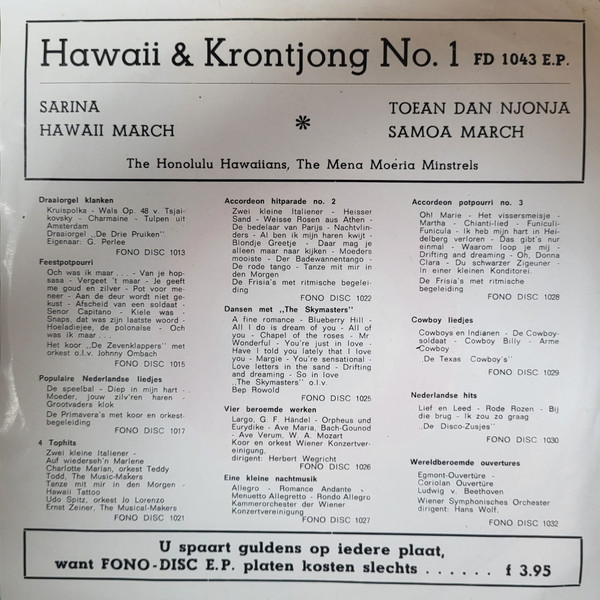 Hawaii & Krontjong No. 1 FD 1043 E.P.
SARINA
HAWAII MARCH
*
TOEAN DAN NJONJA
SAMOA MARCH
The Honolulu Hawaiians, The Mena Moeria Minstrels
Draaiorgel klanken
Kruispolka - Wals Op. 48 v. Tsjai-
kovsky - Charmaine - Tulpen uit
Amsterdam
Draaiorgel „De Drie Pruiken”
Eigenaar: G. Perlee
FONO DISC 1013
Feestpotpourri
Och was ik maar . . . - Van je hop-
sasa - Vergeet 't maar - Je geeft
me goud en zilver - Pot voor me-
neer - Aan de deur wordt niet ge-
kust - Afscheid van een soldaat -
Senor Capitano - Kiele was -
Snaps, dat was zijn laatste woord -
Hoeladiejee, de polonaise - Och
was ik maar . . .
Het koor „De Zevenklappers” met
orkest o.l.v. Johnny Ombach
FONO DISC 1015
Populaire Nederlandse liedjes
De speelbal - Diep in mijn hart -
Moeder, jouw zilv'ren haren -
Grootvaders klok
De Primavera's met koor en orkest-
begeleiding
FONO DISC 1017
4 Tophits
Zwei kleine Italiener -
Auf wiederseh'n Marlene
Charlotte Marian, orkest Teddy
Todd, The Music-Makers
Tanze mit mir in den Morgen -
Hawaii Tattoo
Udo Spitz, orkest Jo Lorenzo
Ernst Zeiner, The Musical-Makers
FONO DISC 1021
Accordeon hitparade no. 2
Zwei kleine Italiener - Heisser
Sand - Weisse Rosen aus Athen -
De bedelaar van Parijs - Nachtvlin-
ders - Al ben ik mijn haren kwijt -
Blondje Greetje - Daar mag je
alleen maar naar kijken - Moeders
mooiste - Der Badewannentango -
De rode tango - Tanze mit mir in
den Morgen
De Frisia's met ritmische begelei-
ding
FONO DISC 1022
Dansen met „The Skymasters”
A fine romance - Blueberry Hill -
All I do is dream of you - All of
you - Chapel of the roses - Mr
Wonderful - You're just in love -
Have I told you lately that I love
you - Margie - You're sensational -
Love letters in the sand - Drifting
and dreaming - So in love
„The Skymasters” o.l.v.
Bep Rowold
FONO DISC 1025
Vier beroemde werken
Largo, G. F. Händel - Orpheus und
Eurydike - Ave Maria, Bach-Gounod
- Ave Verum, W. A. Mozart
Koor en orkest Wiener Konzertver-
einigung.
dirigent: Herbert Wegricht
FONO DISC 1026
Eine kleine nachtmusik
Allegro - Romance Andante -
Menuetto Allegretto - Rondo Allegro
Kammerorchester der Wiener
Konzertvereinigung
FONO DISC 1027
Accordeon potpourri no. 3
Oh! Marie - Het vissersmeisje -
Martha - Chianti-lied - Funiculi-
Funicula - Ik heb mijn hart in Hei-
delberg verloren - Das gibt's nur
einmal - Waarom loop je mij -
Drifting and dreaming - Oh, Donna
Clara - Du schwarzer Zigeuner -
In einer kleinen Konditorei.
De Frisia's met ritmische
begeleiding
FONO DISC 1028
Cowboy liedjes
Cowboys en Indianen - De Cowboy-
soldaat - Cowboy Billy - Arme
Cowboy
„De Texas Cowboy's”
FONO DISC 1029
Nederlandse hits
Lief en Leed - Rode Rozen - Bij
die brug - Ik zou zo graag
„De Disco-Zusjes”
FONO DISC 1030
Wereldberoemde ouvertures
Egmont-Ouvertüre -
Coriolan Ouvertüre
Ludwig v. Beethoven
Wiener Symphonisches Orchester
dirigent: Hans Wolf.
FONO DISC 1032
U spaart guldens op iedere plaat,
want FONO-DISC E.P. platen kosten slechts . . . . . . f 3.95